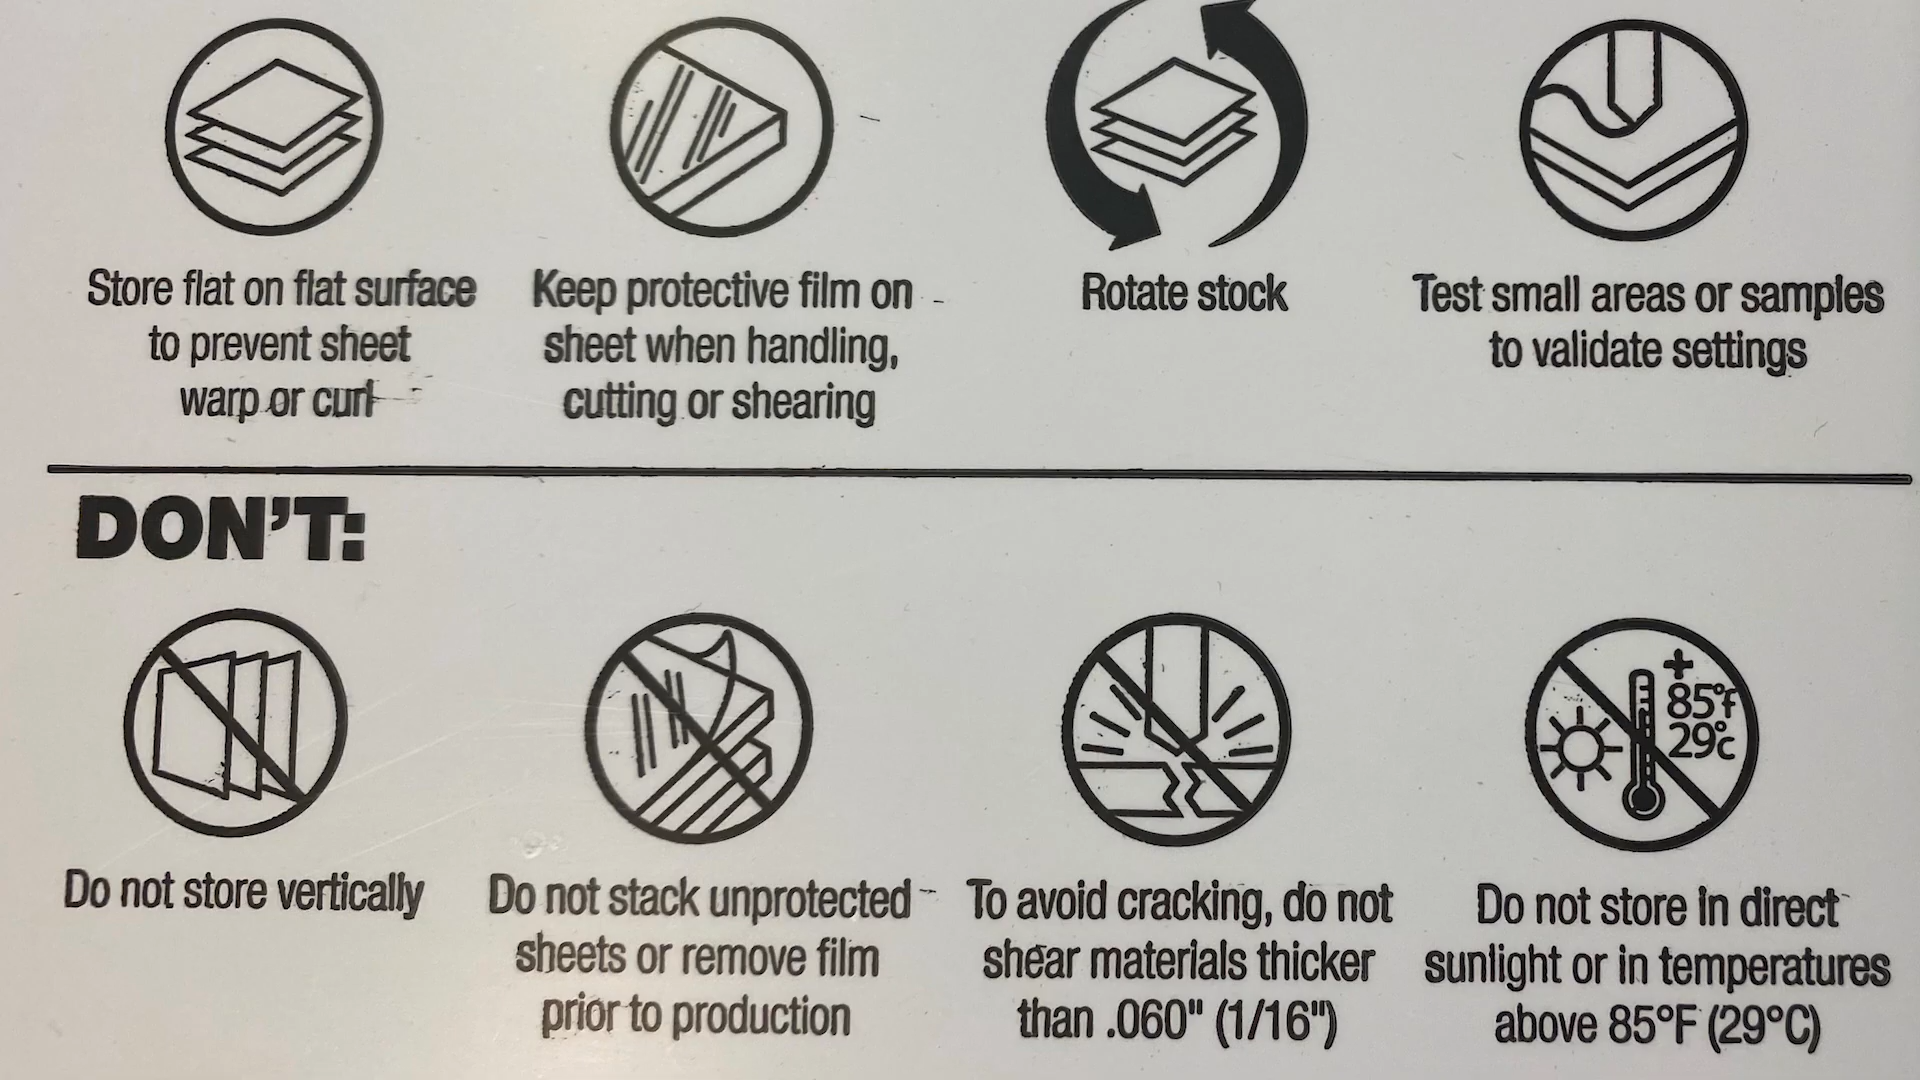 Store flat on flat surface
to prevent sheet
warp or curl
Keep protective film on
sheet when handling,
cutting or shearing
Rotate stock
Test small areas or samples
to validate settings
DON'T:
+
85°F
29°C
Do not store vertically
Do not stack unprotected
sheets or remove film
prior to production
To avoid cracking, do not
shear materials thicker
than .060" (1/16")
Do not store in direct
sunlight or in temperatures
above 85°F (29°C)